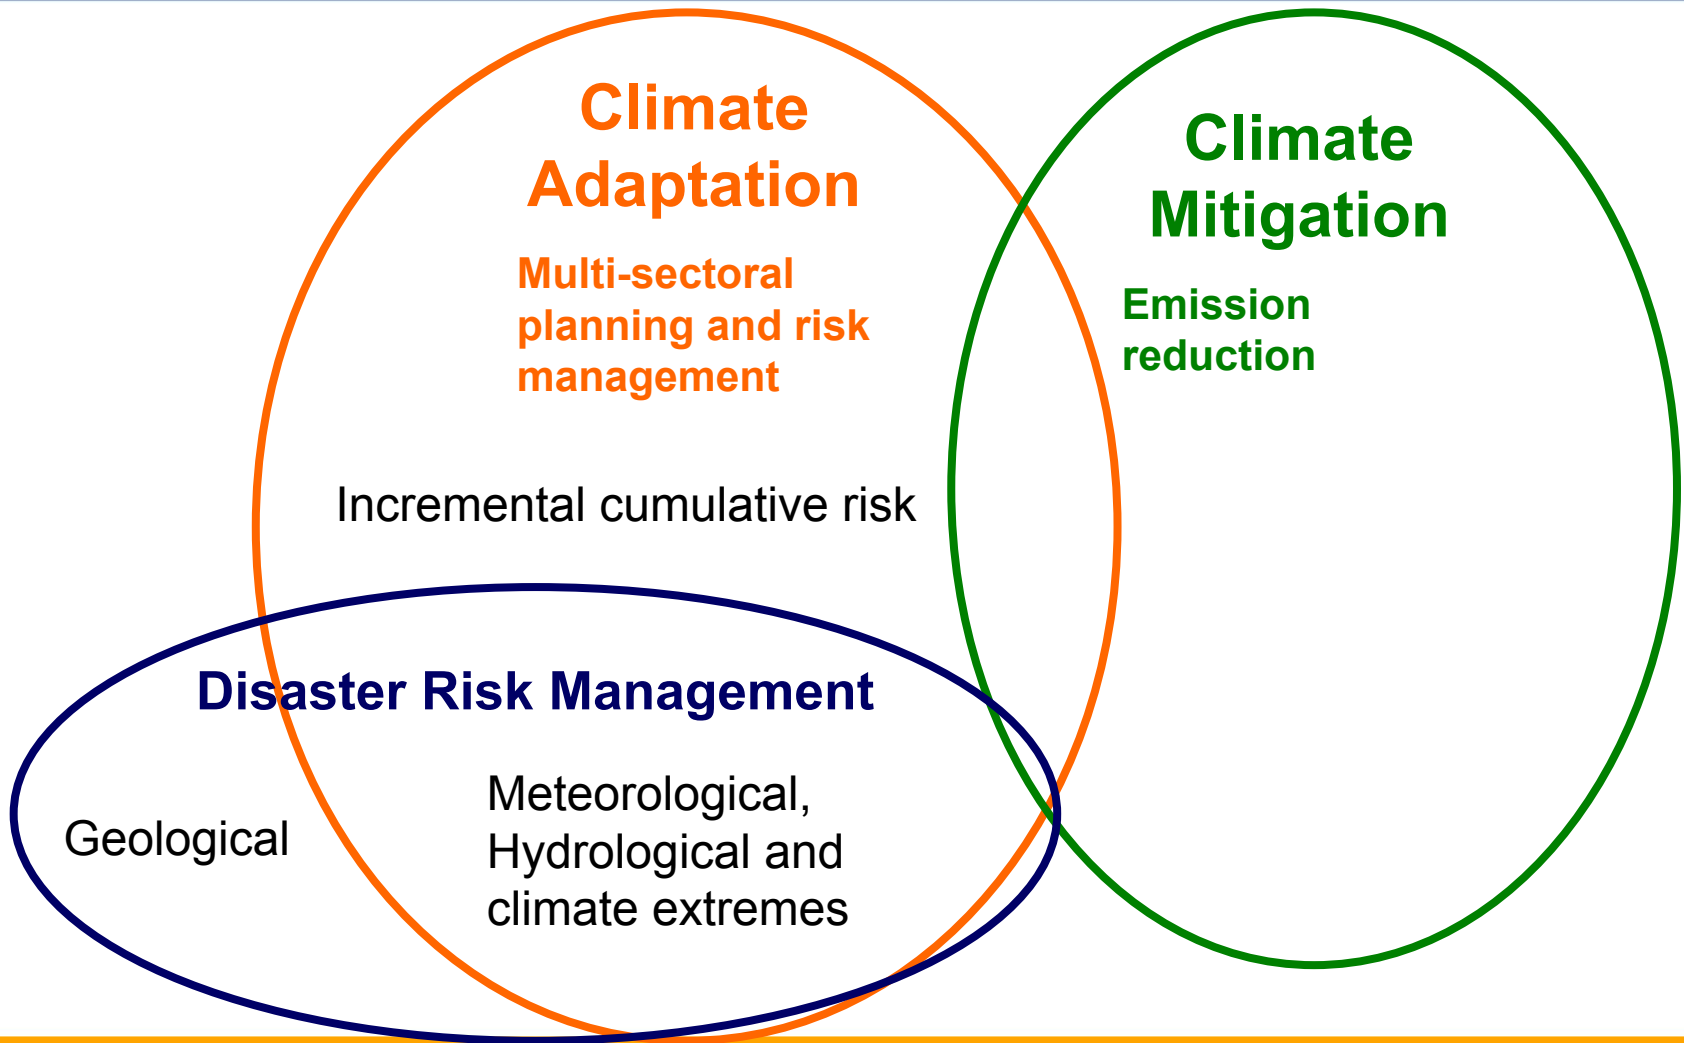 Climate
Adaptation
Multi-sectoral
planning and risk
management
Climate
Mitigation
Emission
reduction
Incremental cumulative risk
Disaster Risk Management
Geological
Meteorological,
Hydrological and
climate extremes